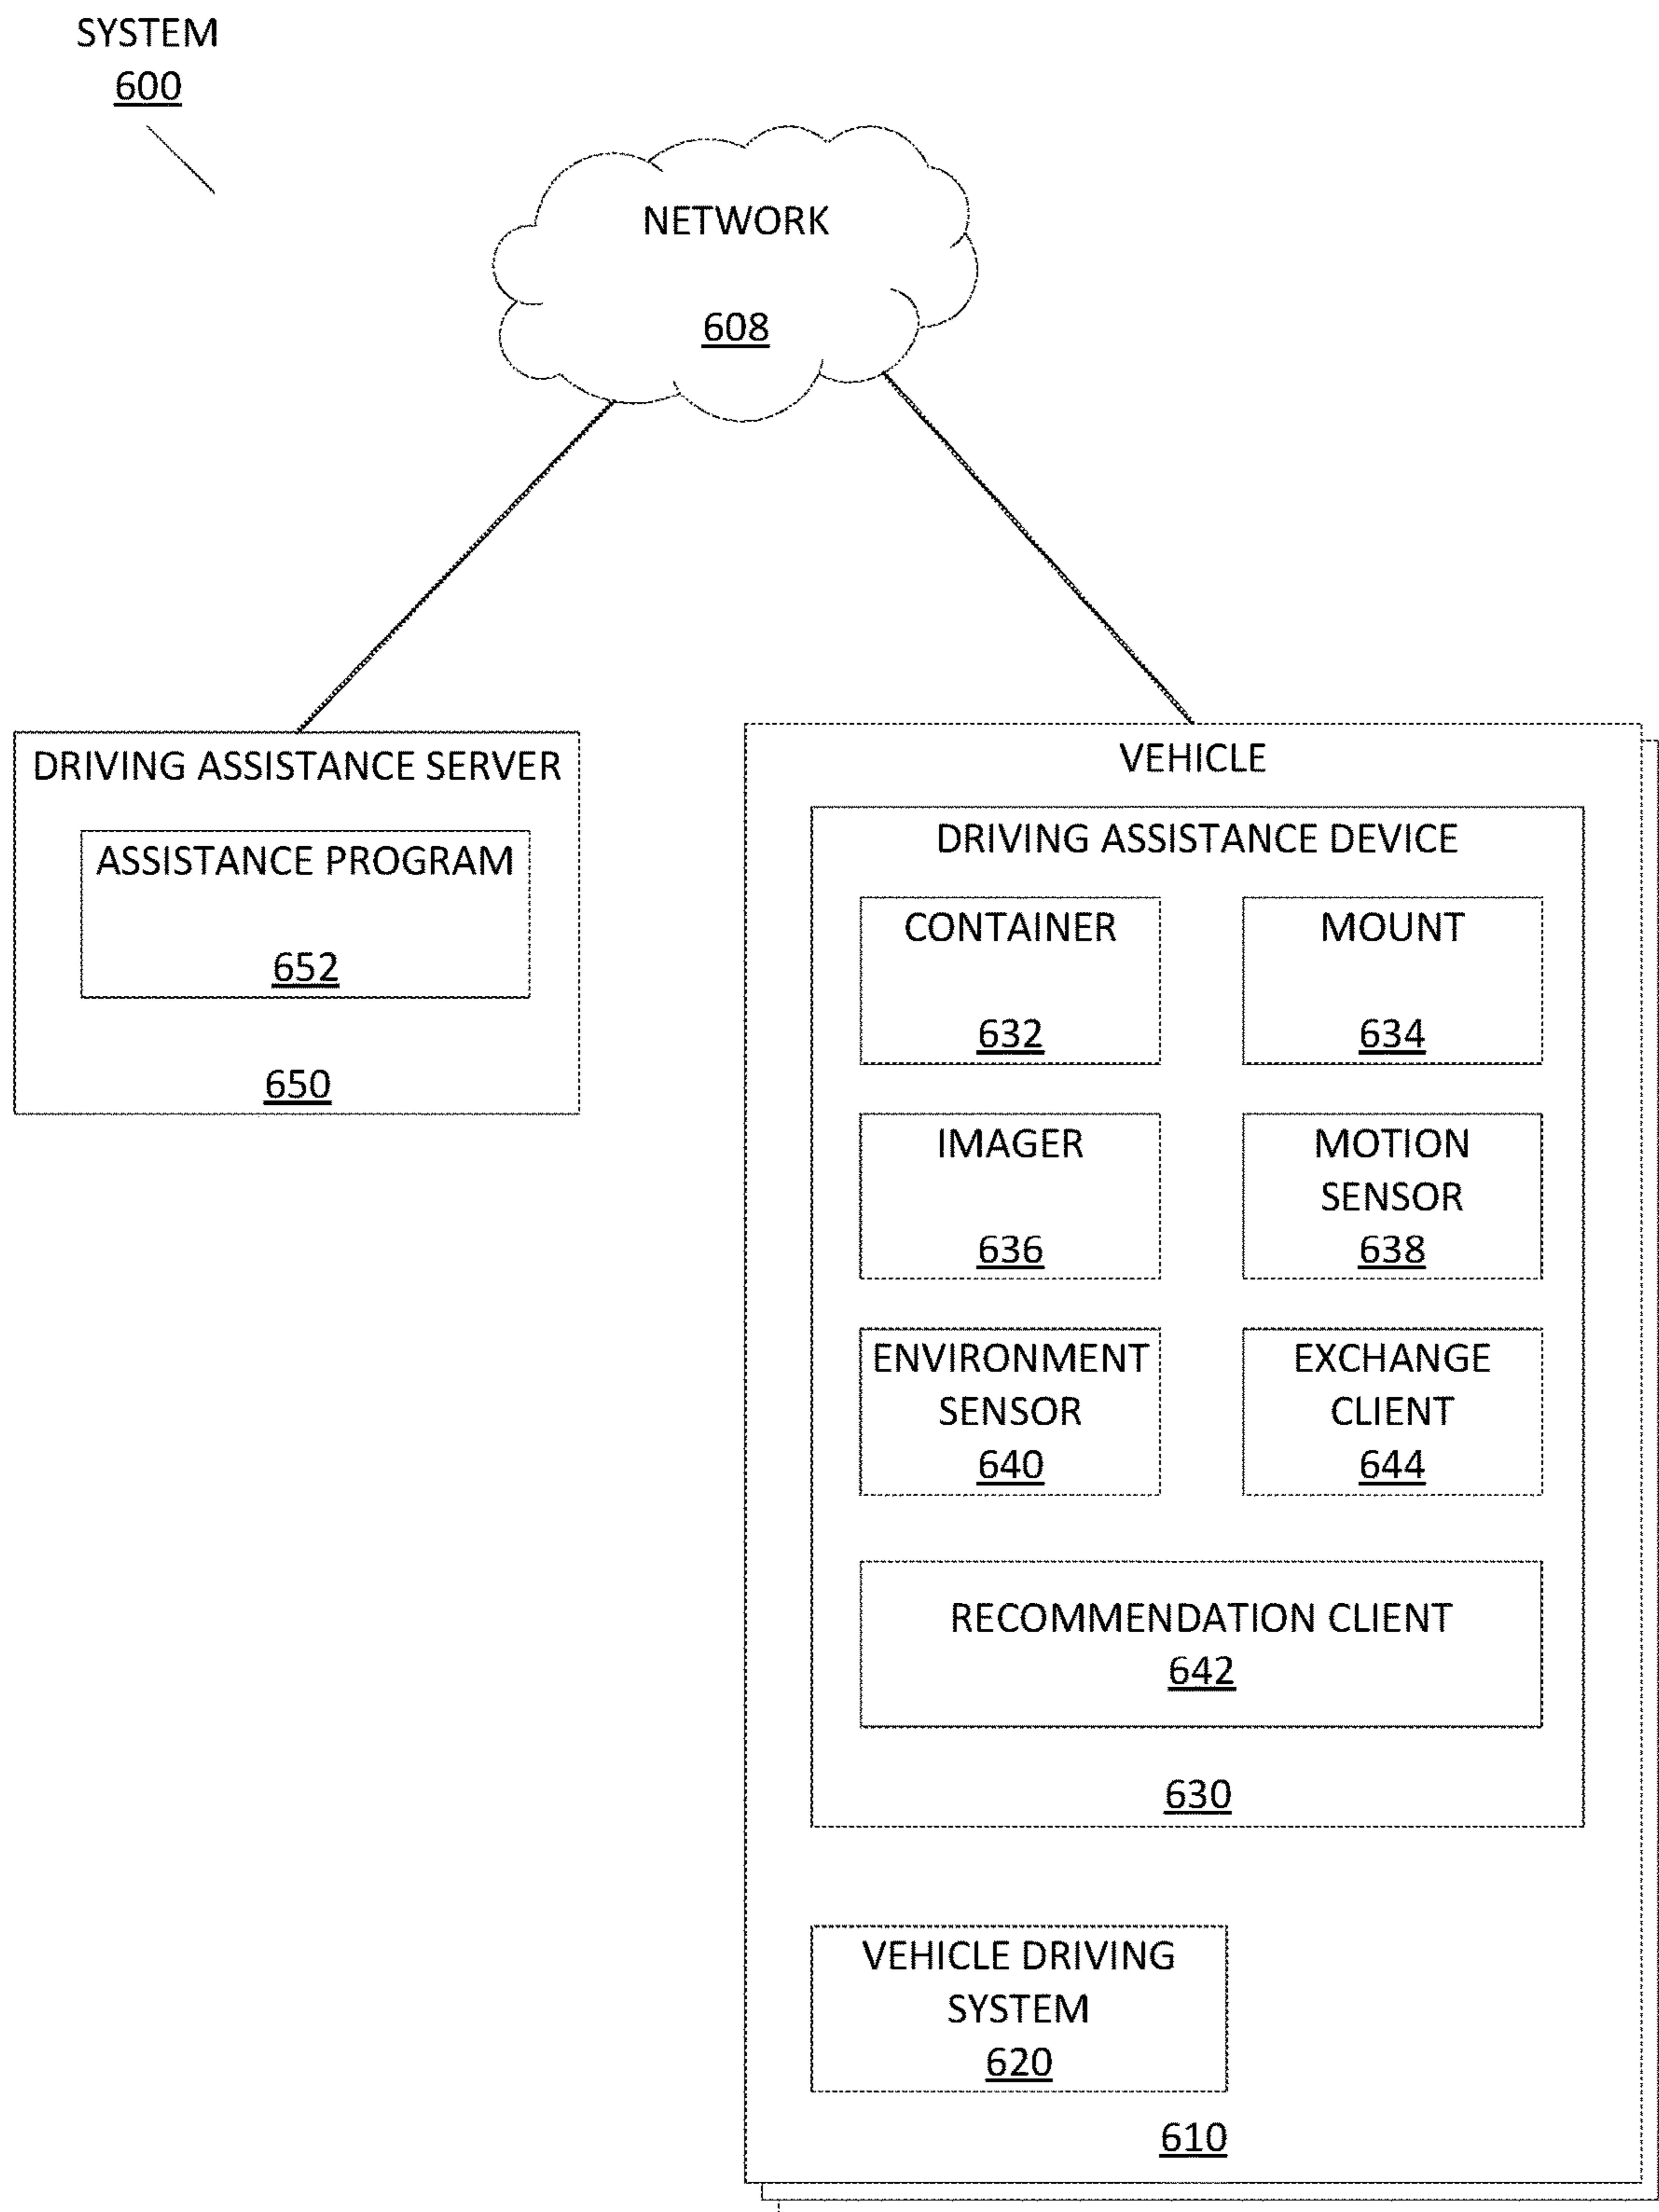 SYSTEM
600
NETWORK
608
DRIVING ASSISTANCE SERVER
ASSISTANCE PROGRAM
652
650
VEHICLE
DRIVING ASSISTANCE DEVICE
CONTAINER
632
MOUNT
634
IMAGER
636
MOTION
SENSOR
638
ENVIRONMENT
SENSOR
640
EXCHANGE
CLIENT
644
RECOMMENDATION CLIENT
642
630
VEHICLE DRIVING
SYSTEM
620
610